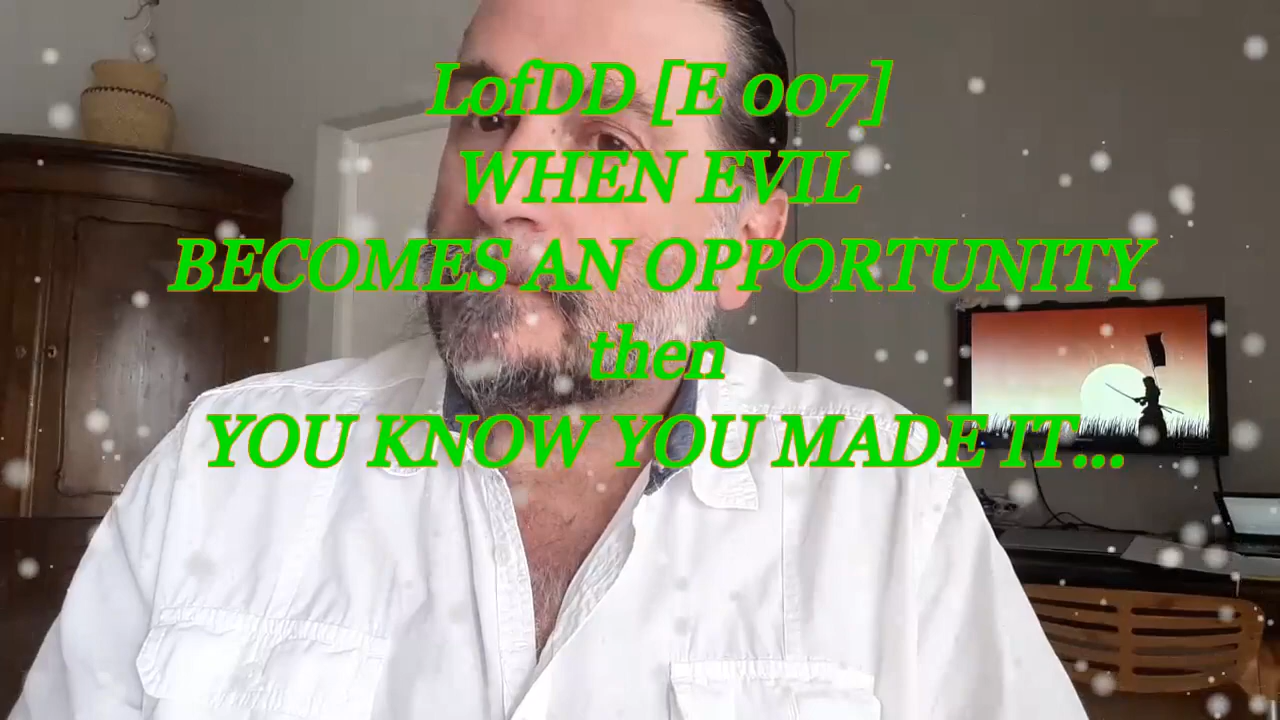 LofDD [E 007]
WHEN EVIL
BECOMES AN OPPORTUNITY
then
YOU KNOW YOU MADE IT...